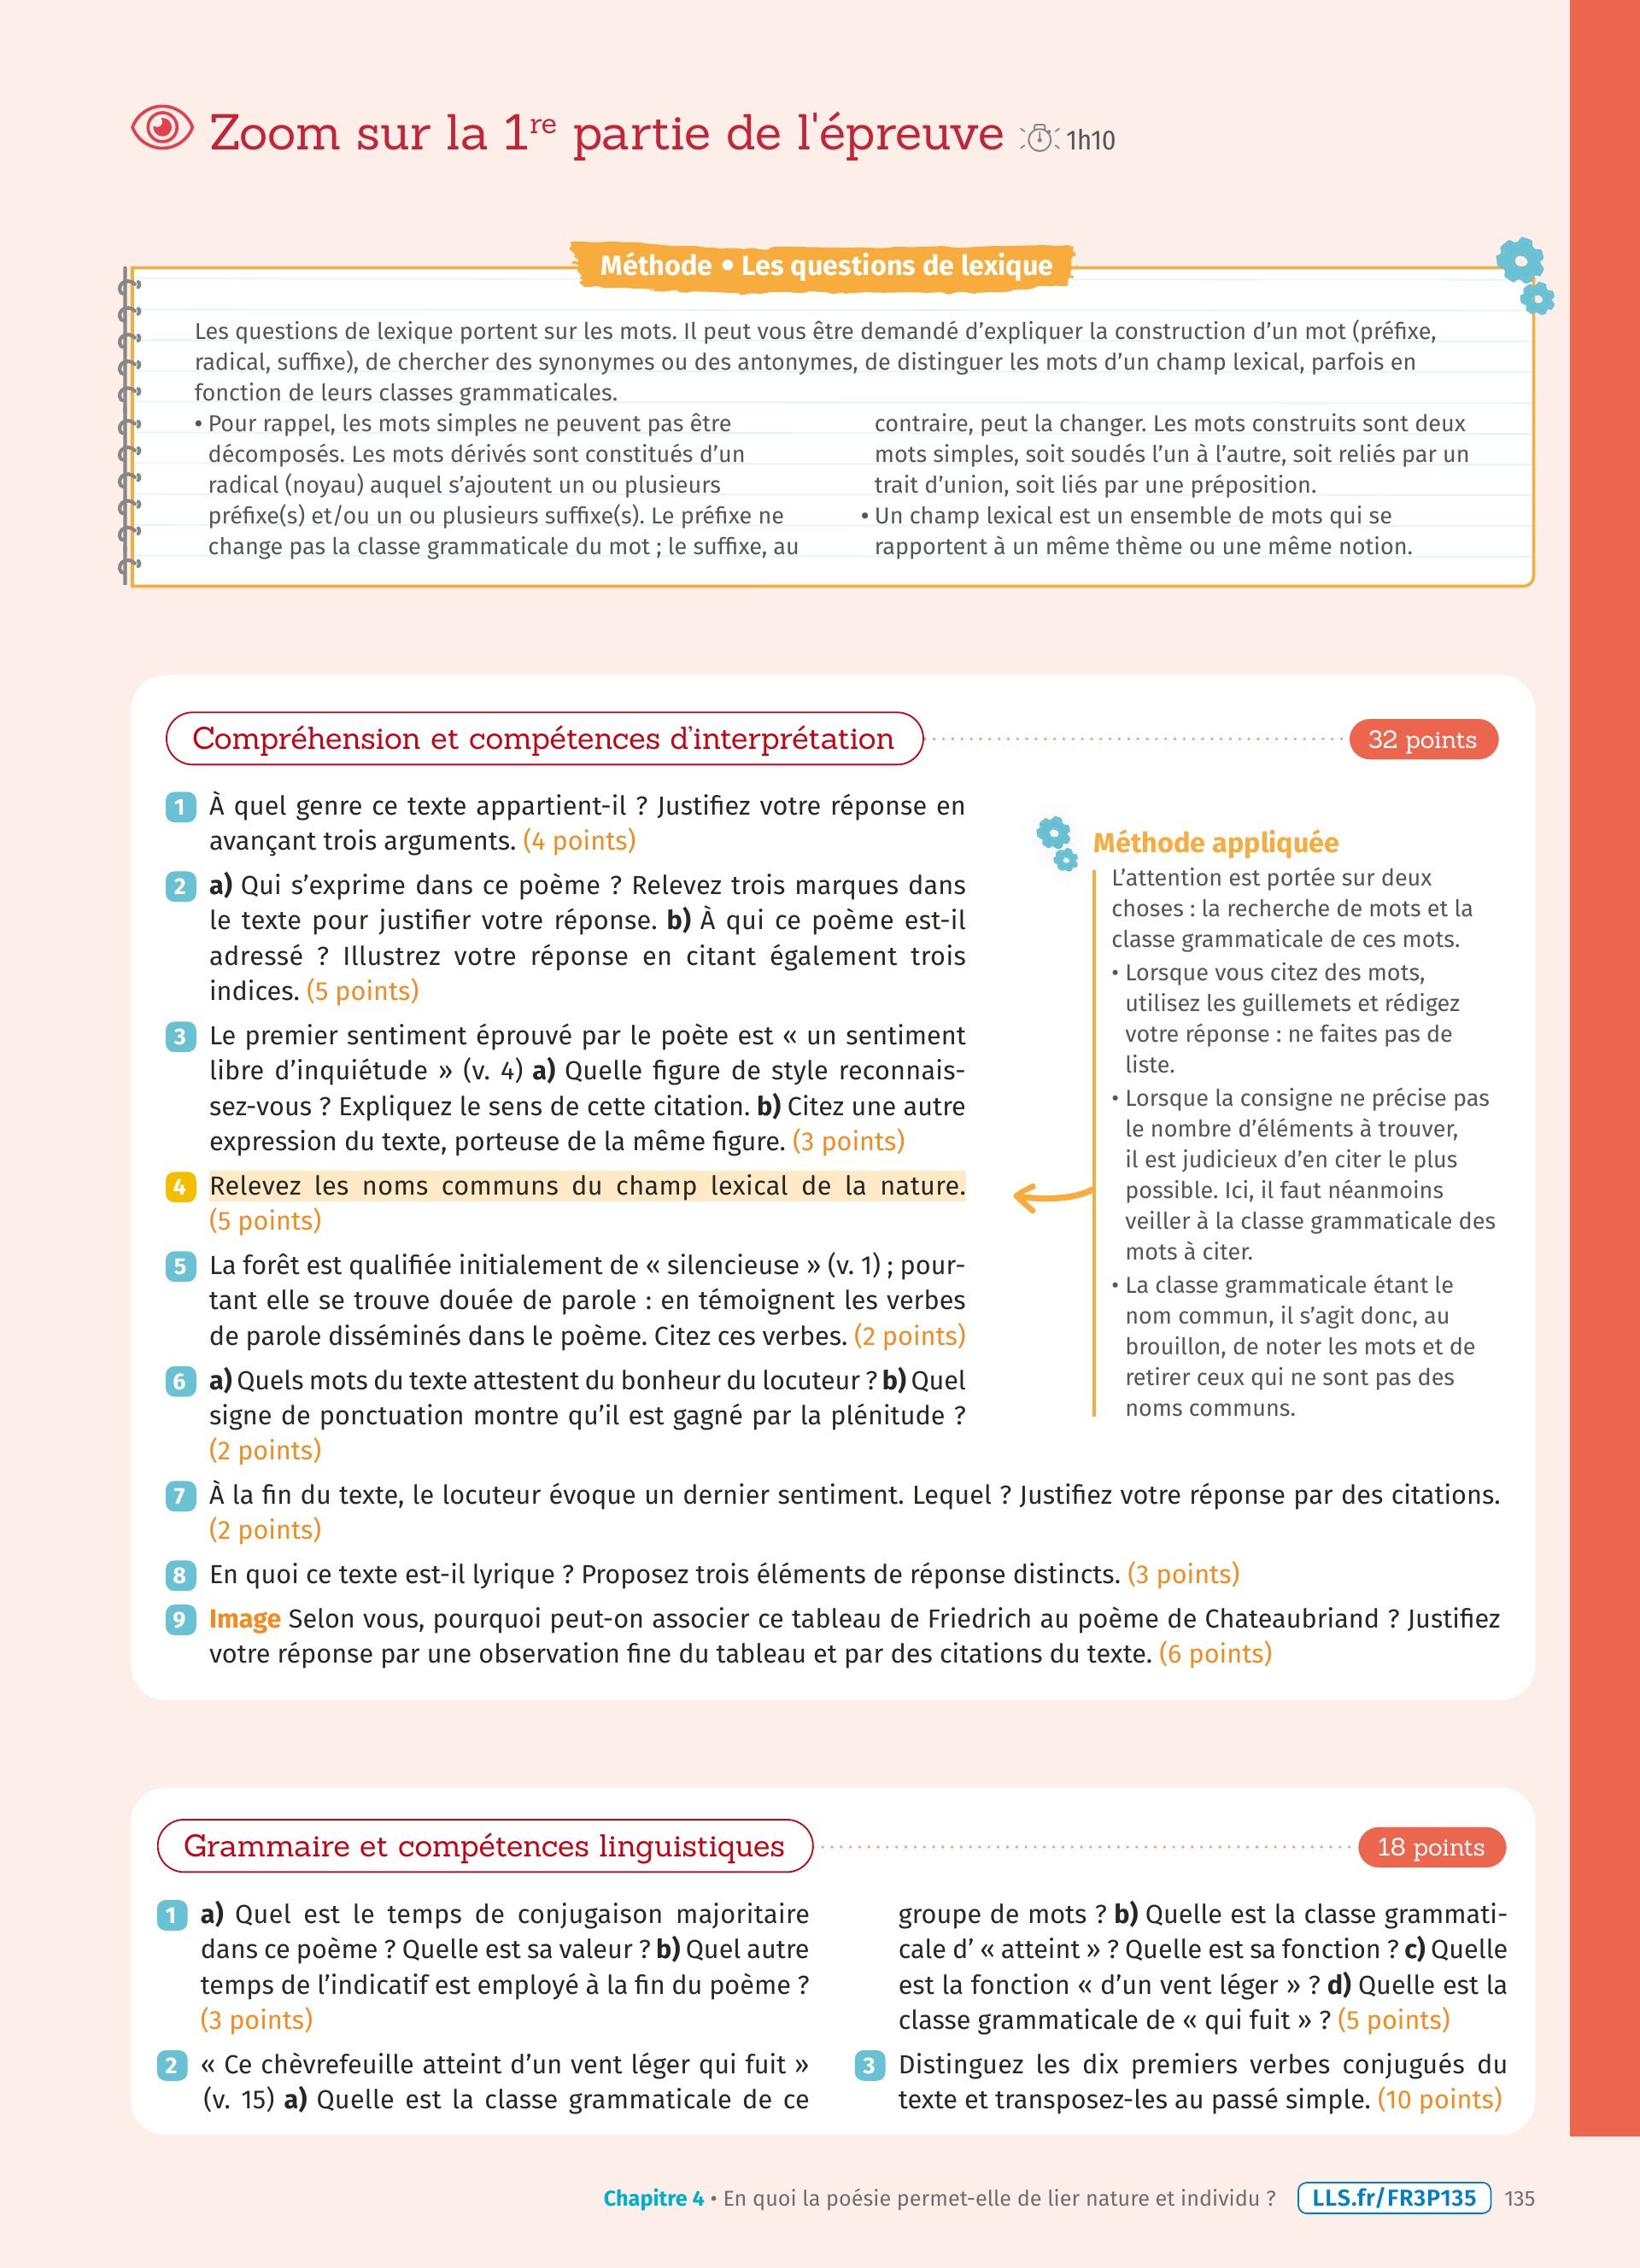 Zoom sur la 1re partie de l'épreuve 1h10
Méthode • Les questions de lexique
Les questions de lexique portent sur les mots. Il peut vous être demandé d’expliquer la construction d’un mot (préfixe,
radical, suffixe), de chercher des synonymes ou des antonymes, de distinguer les mots d’un champ lexical, parfois en
fonction de leurs classes grammaticales.
• Pour rappel, les mots simples ne peuvent pas être
décomposés. Les mots dérivés sont constitués d’un
radical (noyau) auquel s’ajoutent un ou plusieurs
préfixe(s) et/ou un ou plusieurs suffixe(s). Le préfixe ne
change pas la classe grammaticale du mot ; le suffixe, au
contraire, peut la changer. Les mots construits sont deux
mots simples, soit soudés l’un à l’autre, soit reliés par un
trait d’union, soit liés par une préposition.
• Un champ lexical est un ensemble de mots qui se
rapportent à un même thème ou une même notion.
Compréhension et compétences d’interprétation
32 points
1 À quel genre ce texte appartient-il ? Justifiez votre réponse en
avançant trois arguments. (4 points)
2 a) Qui s’exprime dans ce poème ? Relevez trois marques dans
le texte pour justifier votre réponse. b) À qui ce poème est-il
adressé ? Illustrez votre réponse en citant également trois
indices. (5 points)
3 Le premier sentiment éprouvé par le poète est « un sentiment
libre d’inquiétude » (v. 4) a) Quelle figure de style reconnais-
sez-vous ? Expliquez le sens de cette citation. b) Citez une autre
expression du texte, porteuse de la même figure. (3 points)
4 Relevez les noms communs du champ lexical de la nature.
(5 points)
5 La forêt est qualifiée initialement de « silencieuse » (v. 1) ; pour-
tant elle se trouve douée de parole : en témoignent les verbes
de parole disséminés dans le poème. Citez ces verbes. (2 points)
6 a) Quels mots du texte attestent du bonheur du locuteur ? b) Quel
signe de ponctuation montre qu’il est gagné par la plénitude ?
(2 points)
Méthode appliquée
L’attention est portée sur deux
choses : la recherche de mots et la
classe grammaticale de ces mots.
• Lorsque vous citez des mots,
utilisez les guillemets et rédigez
votre réponse : ne faites pas de
liste.
• Lorsque la consigne ne précise pas
le nombre d’éléments à trouver,
il est judicieux d’en citer le plus
possible. Ici, il faut néanmoins
veiller à la classe grammaticale des
mots à citer.
• La classe grammaticale étant le
nom commun, il s’agit donc, au
brouillon, de noter les mots et de
retirer ceux qui ne sont pas des
noms communs.
7 À la fin du texte, le locuteur évoque un dernier sentiment. Lequel ? Justifiez votre réponse par des citations.
(2 points)
8 En quoi ce texte est-il lyrique ? Proposez trois éléments de réponse distincts. (3 points)
9 Image Selon vous, pourquoi peut-on associer ce tableau de Friedrich au poème de Chateaubriand ? Justifiez
votre réponse par une observation fine du tableau et par des citations du texte. (6 points)
Grammaire et compétences linguistiques
18 points
1 a) Quel est le temps de conjugaison majoritaire
dans ce poème ? Quelle est sa valeur ? b) Quel autre
temps de l’indicatif est employé à la fin du poème ?
(3 points)
2 « Ce chèvrefeuille atteint d’un vent léger qui fuit »
(v. 15) a) Quelle est la classe grammaticale de ce
groupe de mots ? b) Quelle est la classe grammati-
cale d’ « atteint » ? Quelle est sa fonction ? c) Quelle
est la fonction « d’un vent léger » ? d) Quelle est la
classe grammaticale de « qui fuit » ? (5 points)
3 Distinguez les dix premiers verbes conjugués du
texte et transposez-les au passé simple. (10 points)
Chapitre 4 • En quoi la poésie permet-elle de lier nature et individu ? LLS.fr/FR3P135 135